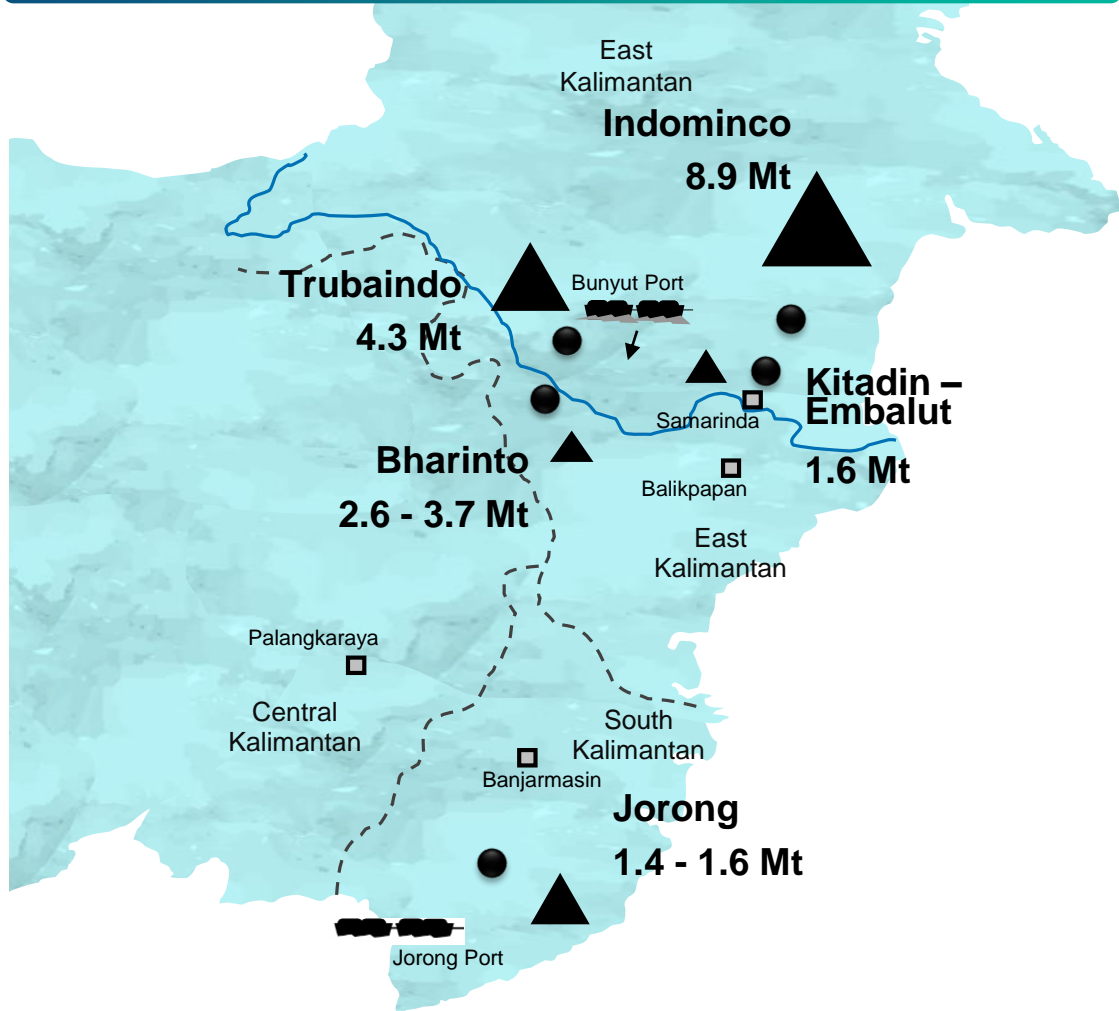 East
Kalimantan
Indominco
8.9 Mt
Trubaindo
4.3 Mt
Bunyut Port
Kitadin –
Embalut
1.6 Mt
Samarinda
Bharinto
2.6 - 3.7 Mt
Balikpapan
East
Kalimantan
Palangkaraya
Central
Kalimantan
South
Kalimantan
Banjarmasin
Jorong
1.4 - 1.6 Mt
Jorong Port